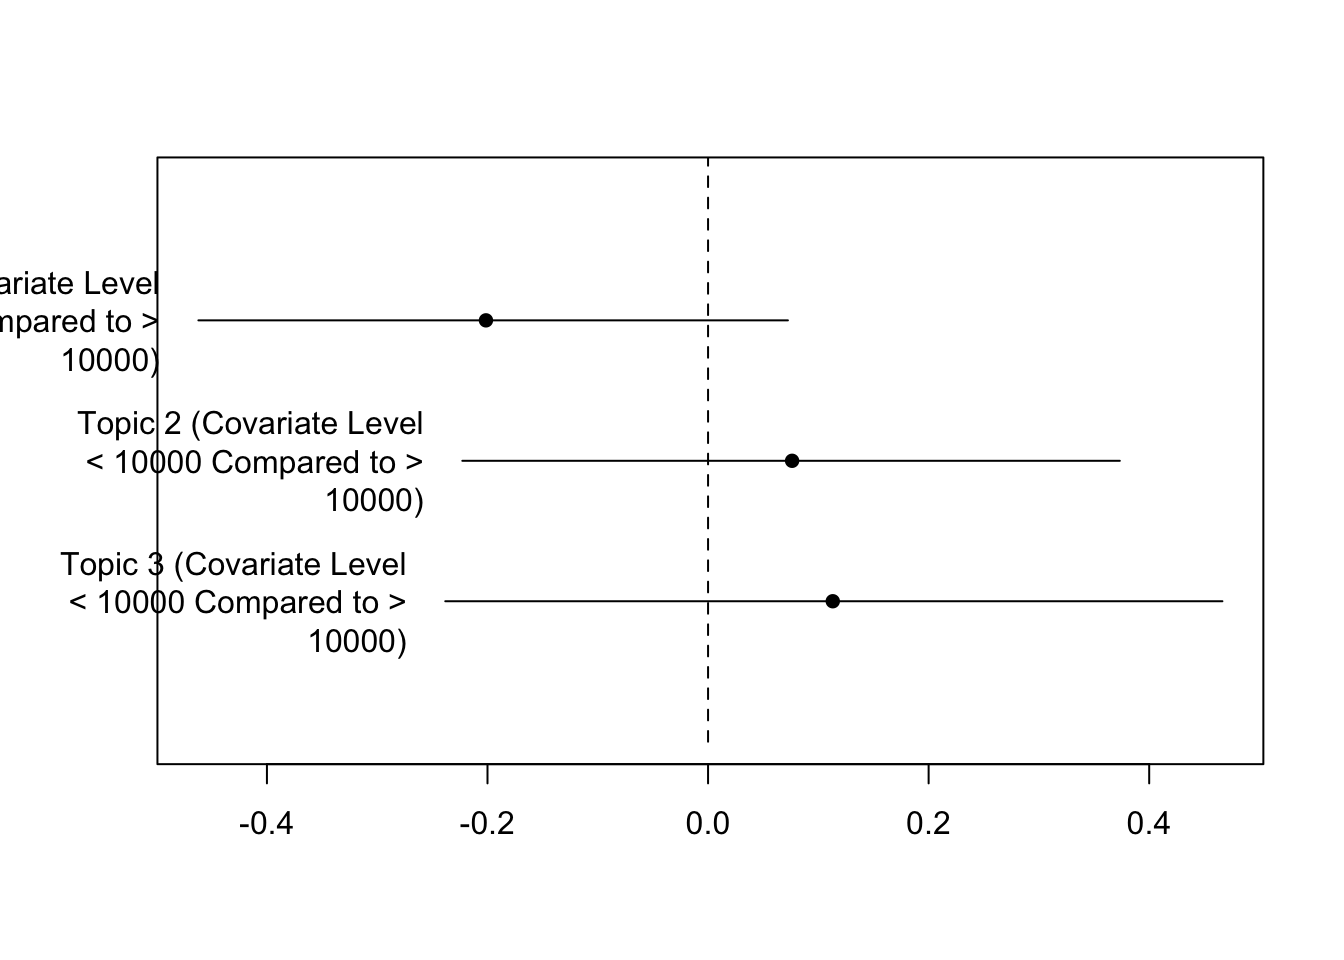 ariate Level
mpared to >
10000)
Topic 2 (Covariate Level
< 10000 Compared to >
10000)
Topic 3 (Covariate Level
< 10000 Compared to >
10000)
-0.4 -0.2 0.0 0.2 0.4